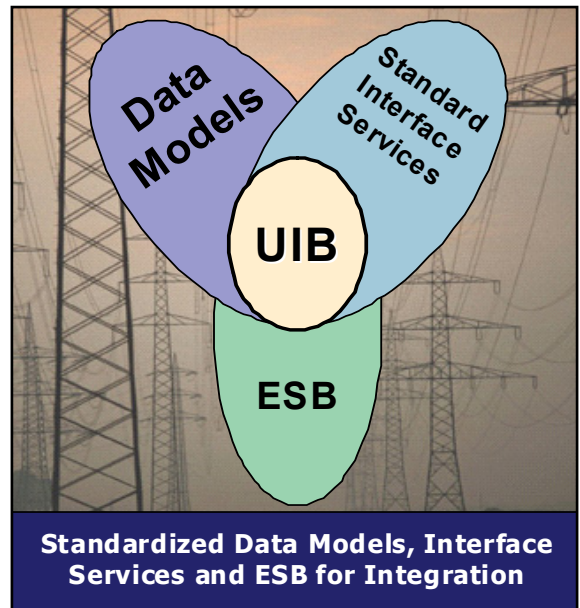 Data
Models
Standard
Interface
Services
UIB
ESB
Standardized Data Models, Interface
Services and ESB for Integration